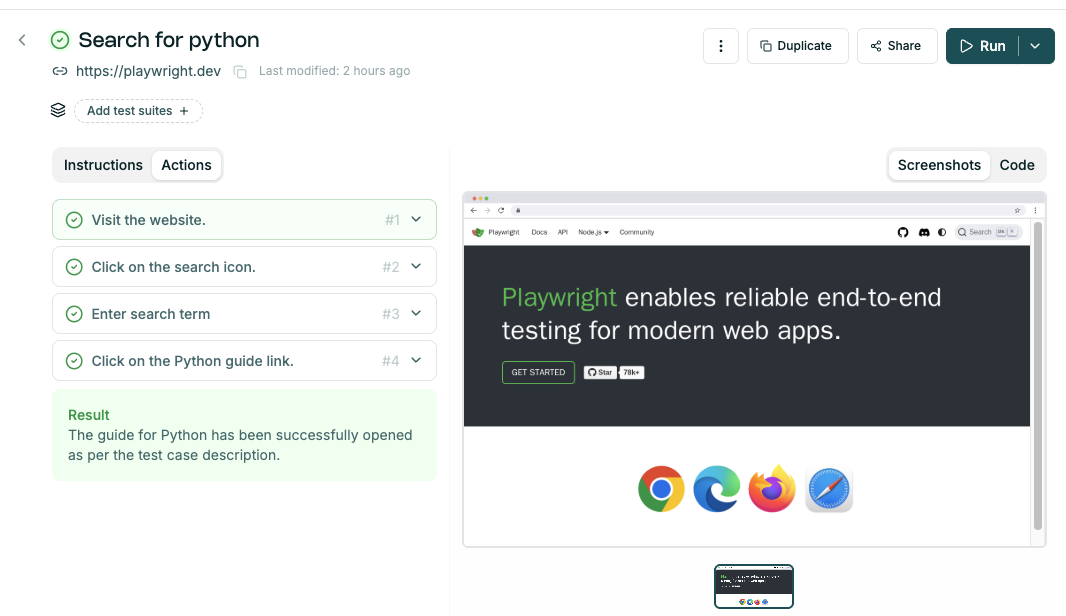 Search for python
Duplicate
Share
Run
https://playwright.dev
Last modified: 2 hours ago
Add test suites +
Instructions
Actions
Screenshots
Code
Visit the website. #1
Click on the search icon. #2
Enter search term #3
Click on the Python guide link. #4
Result
The guide for Python has been successfully opened
as per the test case description.
Playwright Docs API Node.js Community
Search
Playwright enables reliable end-to-end
testing for modern web apps.
GET STARTED
Star 78k+